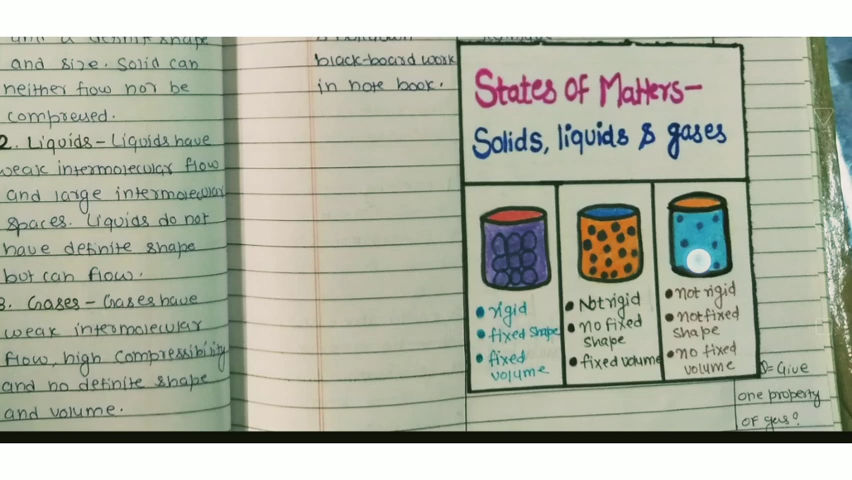 and size. Solid can
neither flow nor be
compressed.
2. Liquids - Liquids have
weak intermolecular flow
and large intermolecular
spaces. Liquids do not
have definite shape
but can flow.
3. Gases - Gases have
weak intermolecular
flow, high compressibility
and no definite shape
and volume.
black-board work
in note book.
States Of Matters-
Solids, liquids & gases
• rigid
• fixed shape
• fixed
volume
• Not rigid
• no fixed
shape
• fixed volume
• not rigid
• not fixed
shape
• no fixed
volume
Q= Give
one property
of gas?